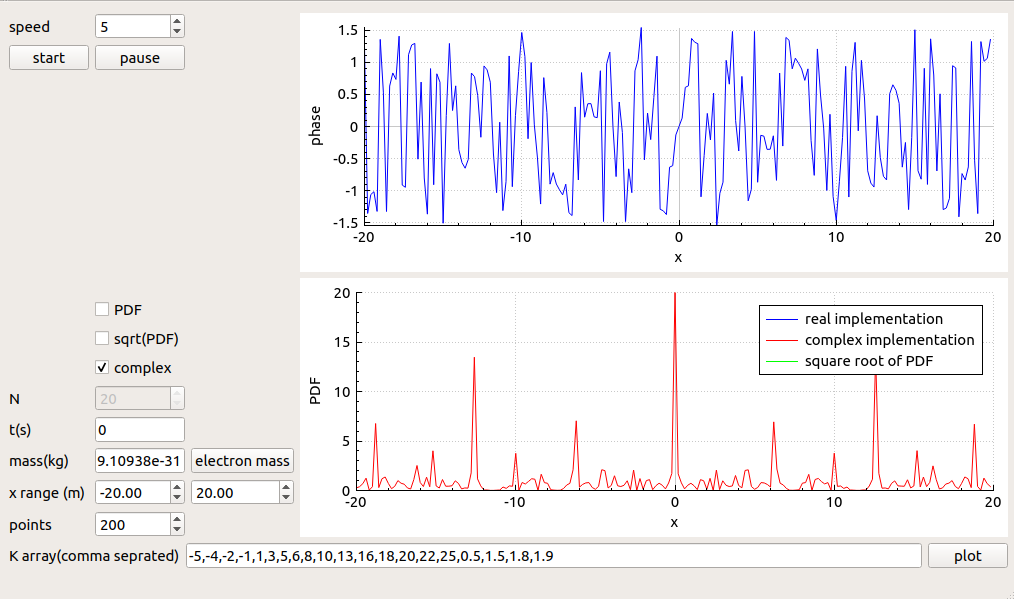 speed 5
start pause
1.5
1
0.5
0
-0.5
-1
-1.5
phase
-20 -10 0 10 20
x
PDF
sqrt(PDF)
complex
N 20
t(s) 0
mass(kg) 9.10938e-31 electron mass
x range (m) -20.00 20.00
points 200
20
15
10
5
0
PDF
real implementation
complex implementation
square root of PDF
-20 -10 0 10 20
x
K array(comma seprated) -5,-4,-2,-1,1,3,5,6,8,10,13,16,18,20,22,25,0.5,1.5,1.8,1.9 plot